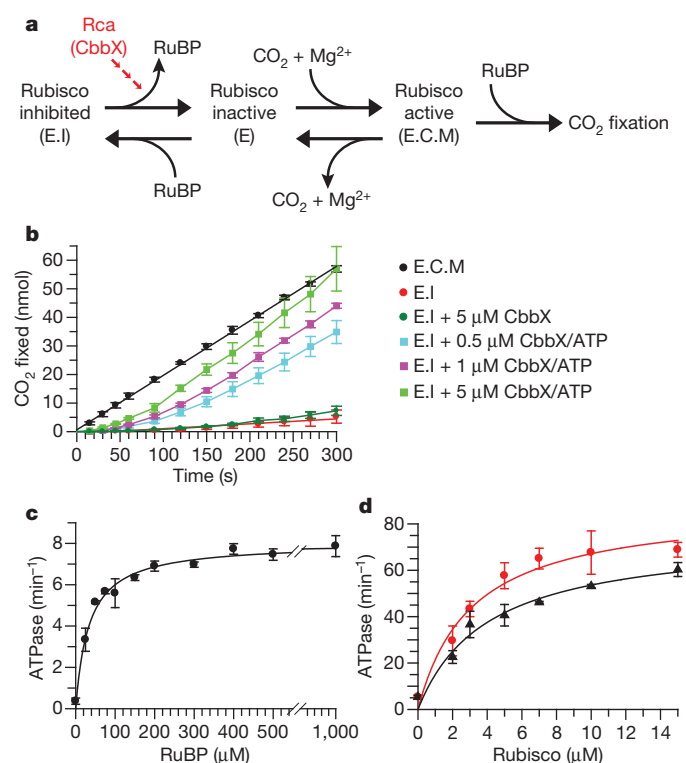 a
Rca
(CbbX)
RuBP
CO2 + Mg2+
RuBP
Rubisco
inhibited
(E.I)
Rubisco
inactive
(E)
Rubisco
active
(E.C.M)
CO2 fixation
RuBP
CO2 + Mg2+
b
60
50
40
30
20
10
0
CO2 fixed (nmol)
0 50 100 150 200 250 300
Time (s)
E.C.M
E.I
E.I + 5 μM CbbX
E.I + 0.5 μM CbbX/ATP
E.I + 1 μM CbbX/ATP
E.I + 5 μM CbbX/ATP
c
8
6
4
2
0
ATPase (min−1)
0 100 200 300 400 500 1,000
RuBP (μM)
d
80
60
40
20
0
ATPase (min−1)
0 2 4 6 8 10 12 14
Rubisco (μM)